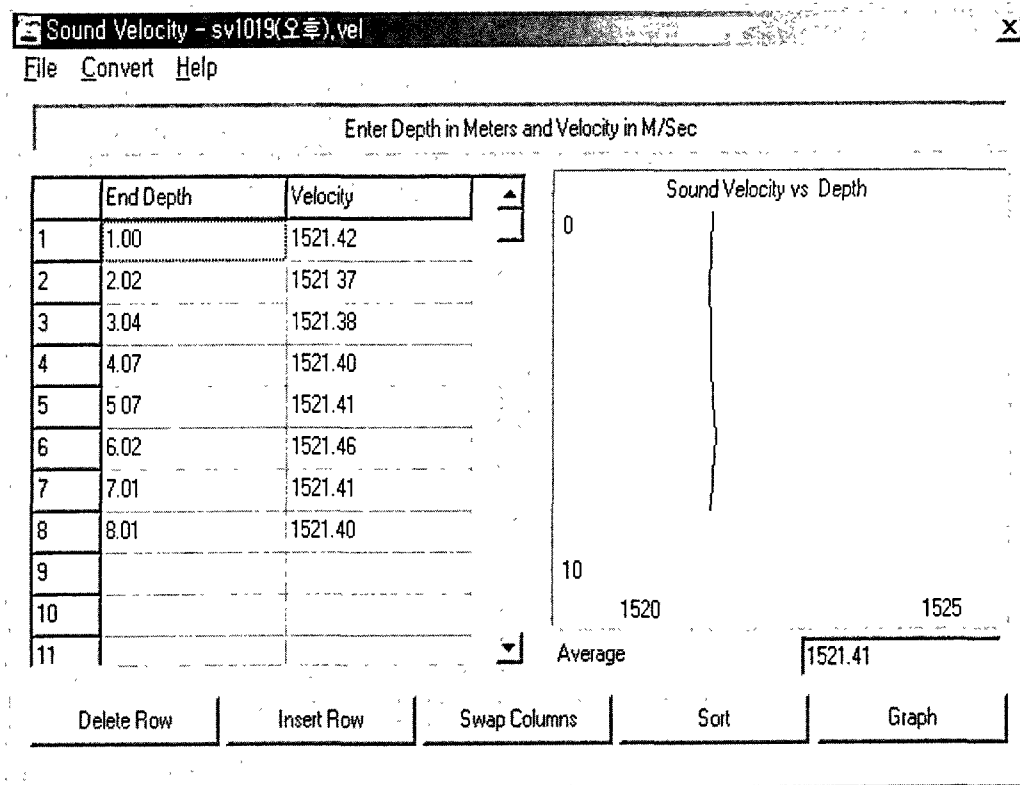 Sound Velocity - sv1019(오후).vel X
File Convert Help
Enter Depth in Meters and Velocity in M/Sec
End Depth Velocity
1 1.00 1521.42
2 2.02 1521 37
3 3.04 1521.38
4 4.07 1521.40
5 5 07 1521.41
6 6.02 1521.46
7 7.01 1521.41
8 8.01 1521.40
9
10
11
Sound Velocity vs Depth
0
10
1520 1525
Average 1521.41
Delete Row Insert Row Swap Columns Sort Graph